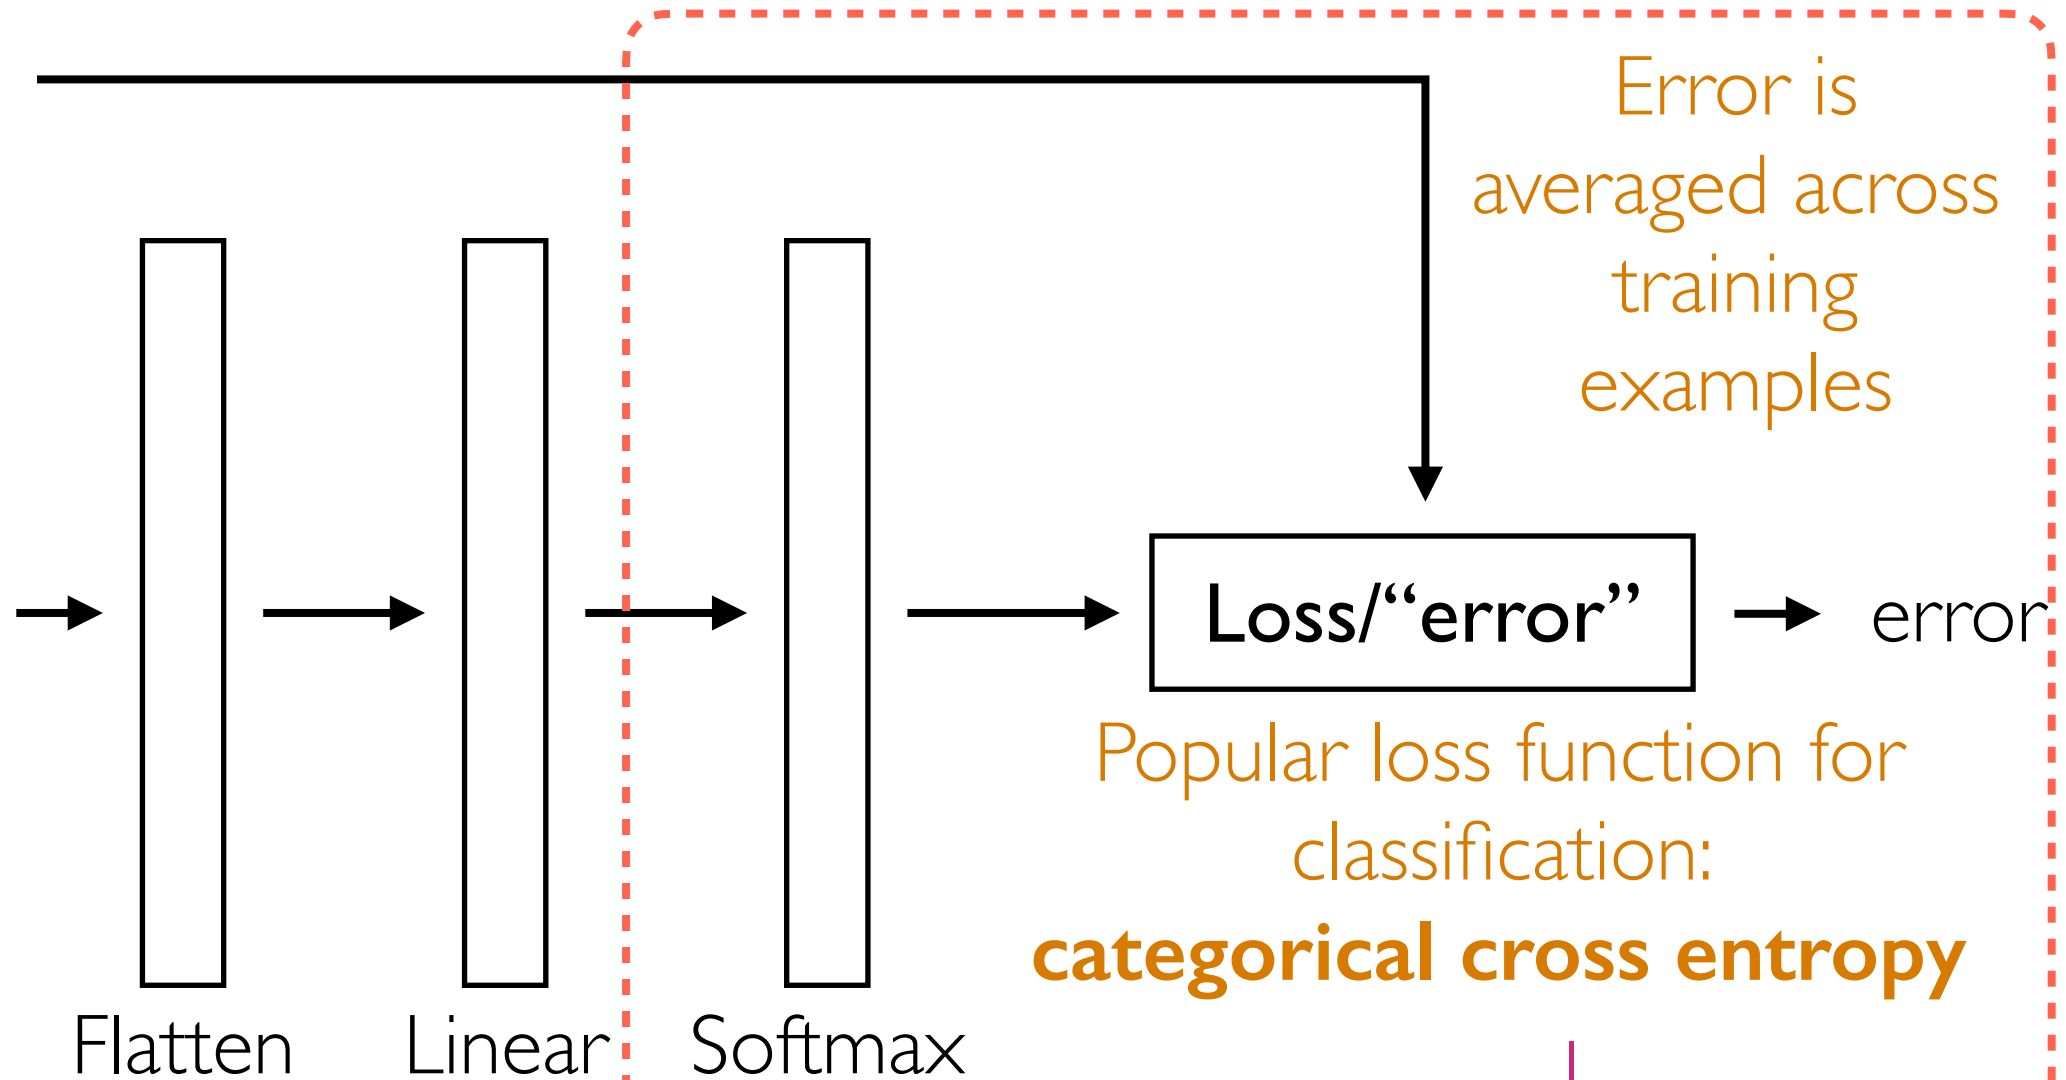 Error is
averaged across
training
examples
Loss/“error”
error
Popular loss function for
classification:
categorical cross entropy
Flatten
Linear
Softmax